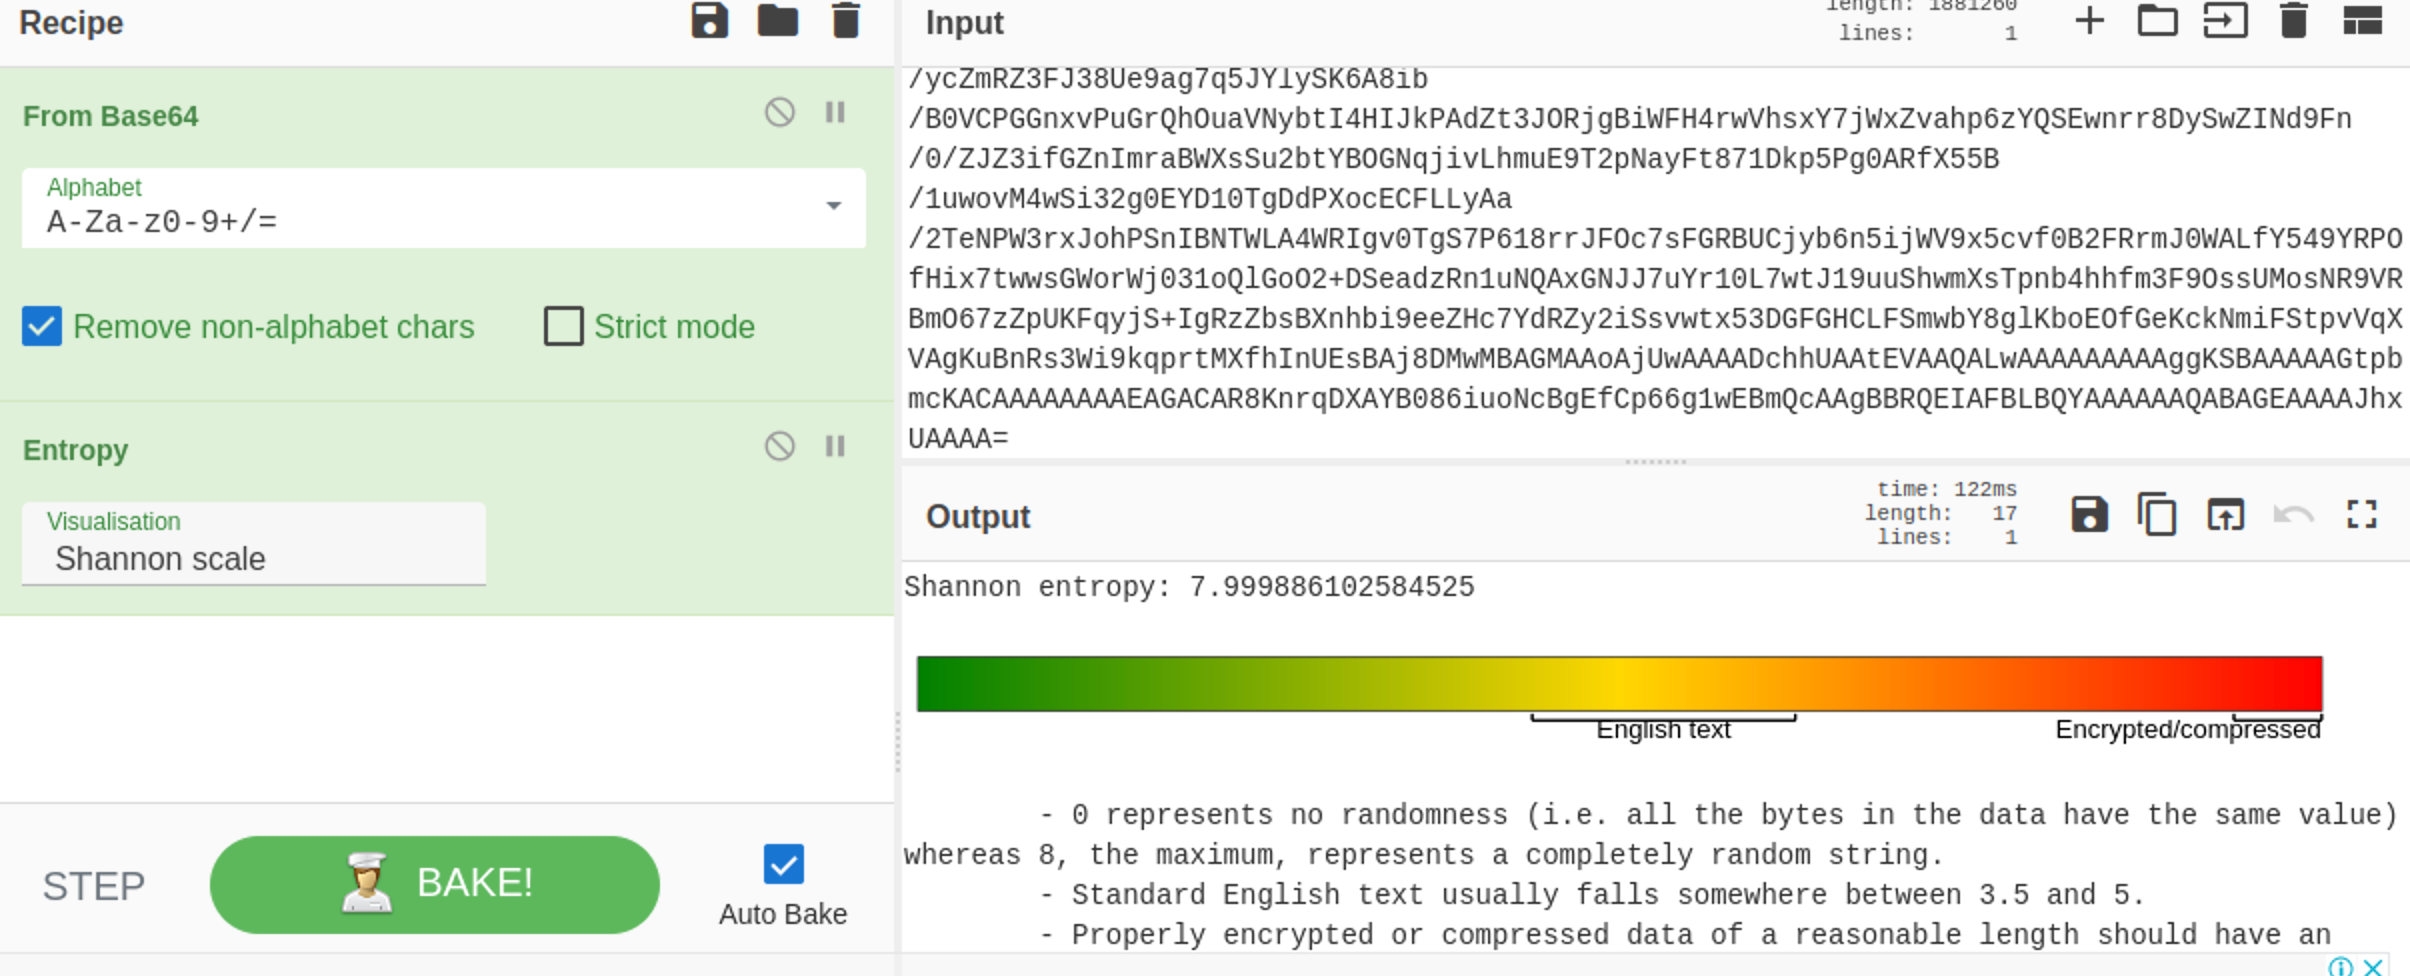 Recipe
From Base64
Alphabet
A-Za-z0-9+/=
Remove non-alphabet chars
Strict mode
Entropy
Visualisation
Shannon scale
STEP
BAKE!
Auto Bake
Input
length: 1881260
lines: 1
/ycZmRZ3FJ38Ue9ag7q5JYlySK6A8ib
/B0VCPGGnxvPuGrQhOuaVNybtI4HIJkPAdZt3JORjgBiWFH4rwVhsxY7jWxZvahp6zYQSEwnrr8DySwZINd9Fn
/0/ZJZ3ifGZnImraBWXsSu2btYBOGNqjivLhmuE9T2pNayFt871Dkp5Pg0ARfX55B
/1uwovM4wSi32g0EYD10TgDdPXocECFLLyAa
/2TeNPW3rxJohPSnIBNTWLA4WRIgv0TgS7P618rrJFOc7sFGRBUCjyb6n5ijWV9x5cvf0B2FRrmJ0WALfY549YRPO
fHix7twwsGWorWj031oQlGoO2+DSeadzRn1uNQAxGNJJ7uYr10L7wtJ19uuShwmXsTpnb4hhfm3F9OssUMosNR9VR
BmO67zZpUKFqyjS+IgRzZbsBXnhbi9eeZHc7YdRZy2iSsvwtx53DGFGHCLFSmwbY8glKboEOfGeKckNmiFStpvVqX
VAgKuBnRs3Wi9kqprtMXfhInUEsBAj8DMwMBAGMAAoAjUwAAAADchhUAAtEVAAQALwAAAAAAAAAggKSBAAAAAGtpb
mcKACAAAAAAAAEAGACAR8KnrqDXAYB086iuoNcBgEfCp66g1wEBmQcAAgBBRQEIAFBLBQYAAAAAAQABAGEAAAAJhx
UAAAA=
Output
time: 122ms
length: 17
lines: 1
Shannon entropy: 7.999886102584525
English text
Encrypted/compressed
- 0 represents no randomness (i.e. all the bytes in the data have the same value)
whereas 8, the maximum, represents a completely random string.
- Standard English text usually falls somewhere between 3.5 and 5.
- Properly encrypted or compressed data of a reasonable length should have an